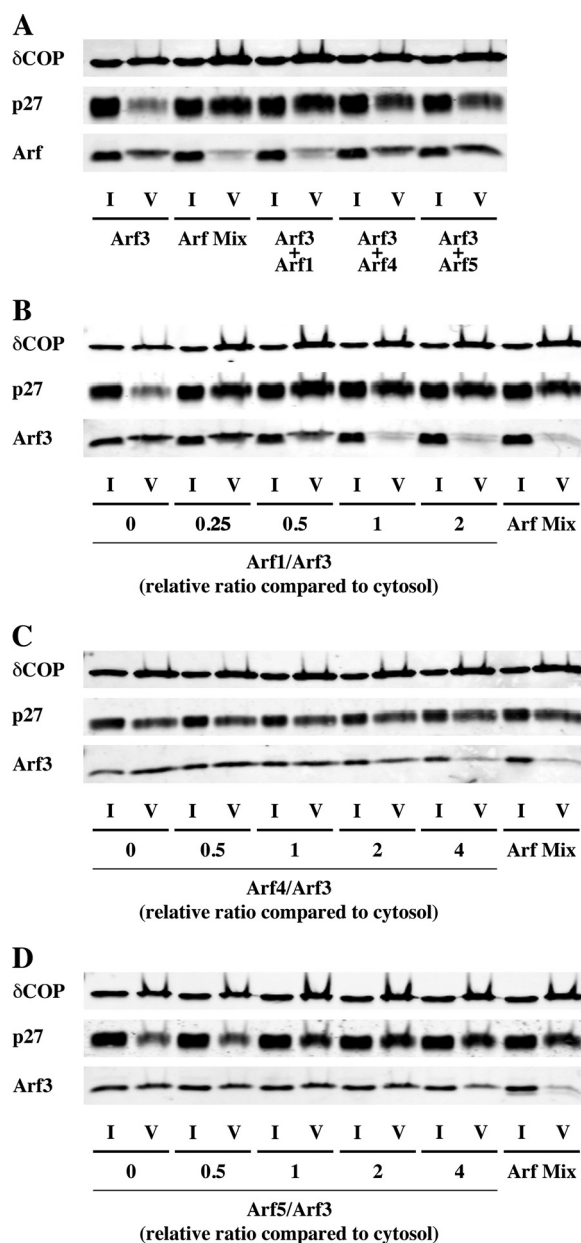 A
δCOP
p27
Arf
I V I V I V I V I V
Arf3 Arf Mix Arf3 + Arf1 Arf3 + Arf4 Arf3 + Arf5
B
δCOP
p27
Arf3
I V I V I V I V I V I V
0 0.25 0.5 1 2 Arf Mix
Arf1/Arf3
(relative ratio compared to cytosol)
C
δCOP
p27
Arf3
I V I V I V I V I V I V
0 0.5 1 2 4 Arf Mix
Arf4/Arf3
(relative ratio compared to cytosol)
D
δCOP
p27
Arf3
I V I V I V I V I V I V
0 0.5 1 2 4 Arf Mix
Arf5/Arf3
(relative ratio compared to cytosol)